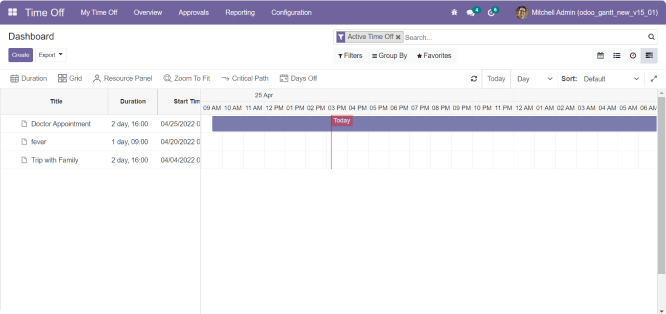 Time Off My Time Off Overview Approvals Reporting Configuration 4 6 Mitchell Admin (odoo_gantt_new_v15_01)
Dashboard
Active Time Off Search...
Create Export Filters Group By Favorites
Duration Grid Resource Panel Zoom To Fit Critical Path Days Off Today Day Sort: Default
25 Apr
Title Duration Start Tim
09 AM 10 AM 11 AM 12 PM 01 PM 02 PM 03 PM 04 PM 05 PM 06 PM 07 PM 08 PM 09 PM 10 PM 11 PM 12 AM 01 AM 02 AM 03 AM 04 AM 05 AM 06 AM
Doctor Appointment 2 day, 16:00 04/25/2022 0 Today
fever 1 day, 09:00 04/20/2022 0
Trip with Family 2 day, 16:00 04/04/2022 0